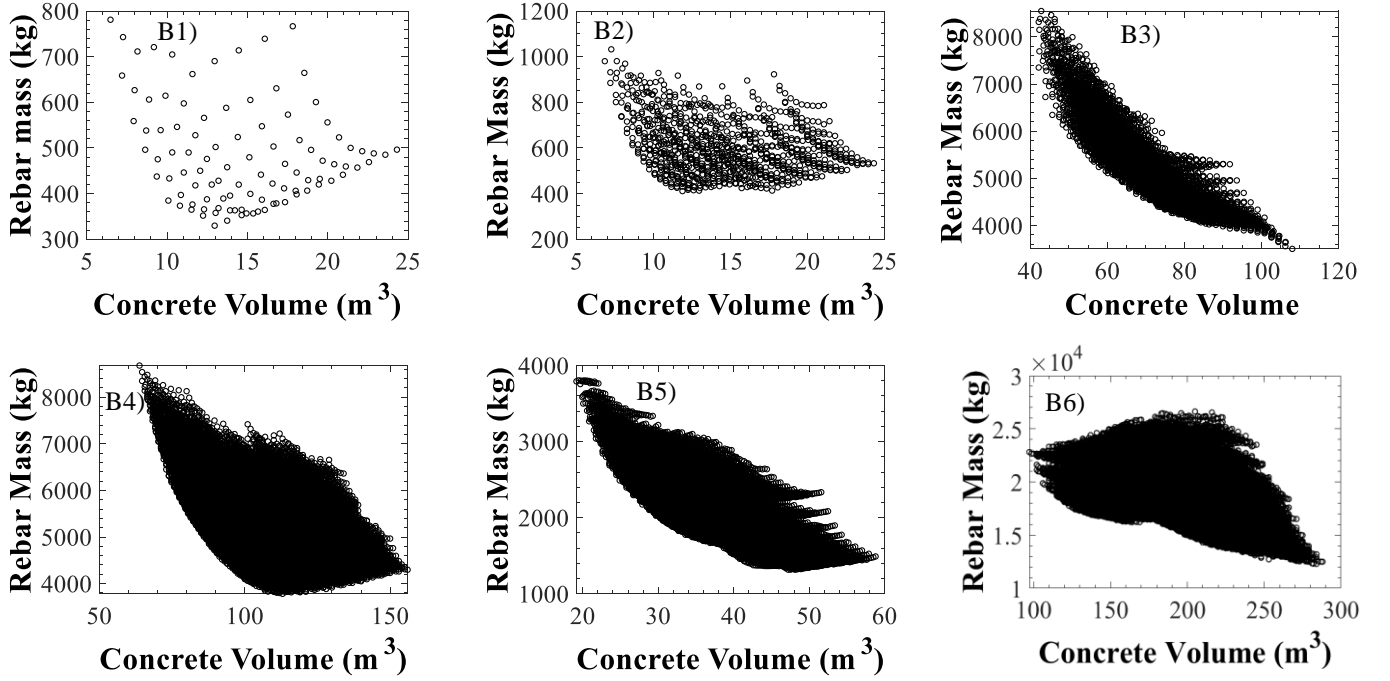 B1)
Rebar mass (kg)
800
700
600
500
400
300
5 10 15 20 25
Concrete Volume (m³)
B2)
Rebar Mass (kg)
1200
1000
800
600
400
200
5 10 15 20 25
Concrete Volume (m³)
B3)
Rebar Mass (kg)
8000
7000
6000
5000
4000
40 60 80 100 120
Concrete Volume
B4)
Rebar Mass (kg)
8000
7000
6000
5000
4000
50 100 150
Concrete Volume (m³)
B5)
Rebar Mass (kg)
4000
3000
2000
1000
20 30 40 50 60
Concrete Volume (m³)
×10⁴
B6)
Rebar Mass (kg)
3
2.5
2
1.5
1
100 150 200 250 300
Concrete Volume (m³)